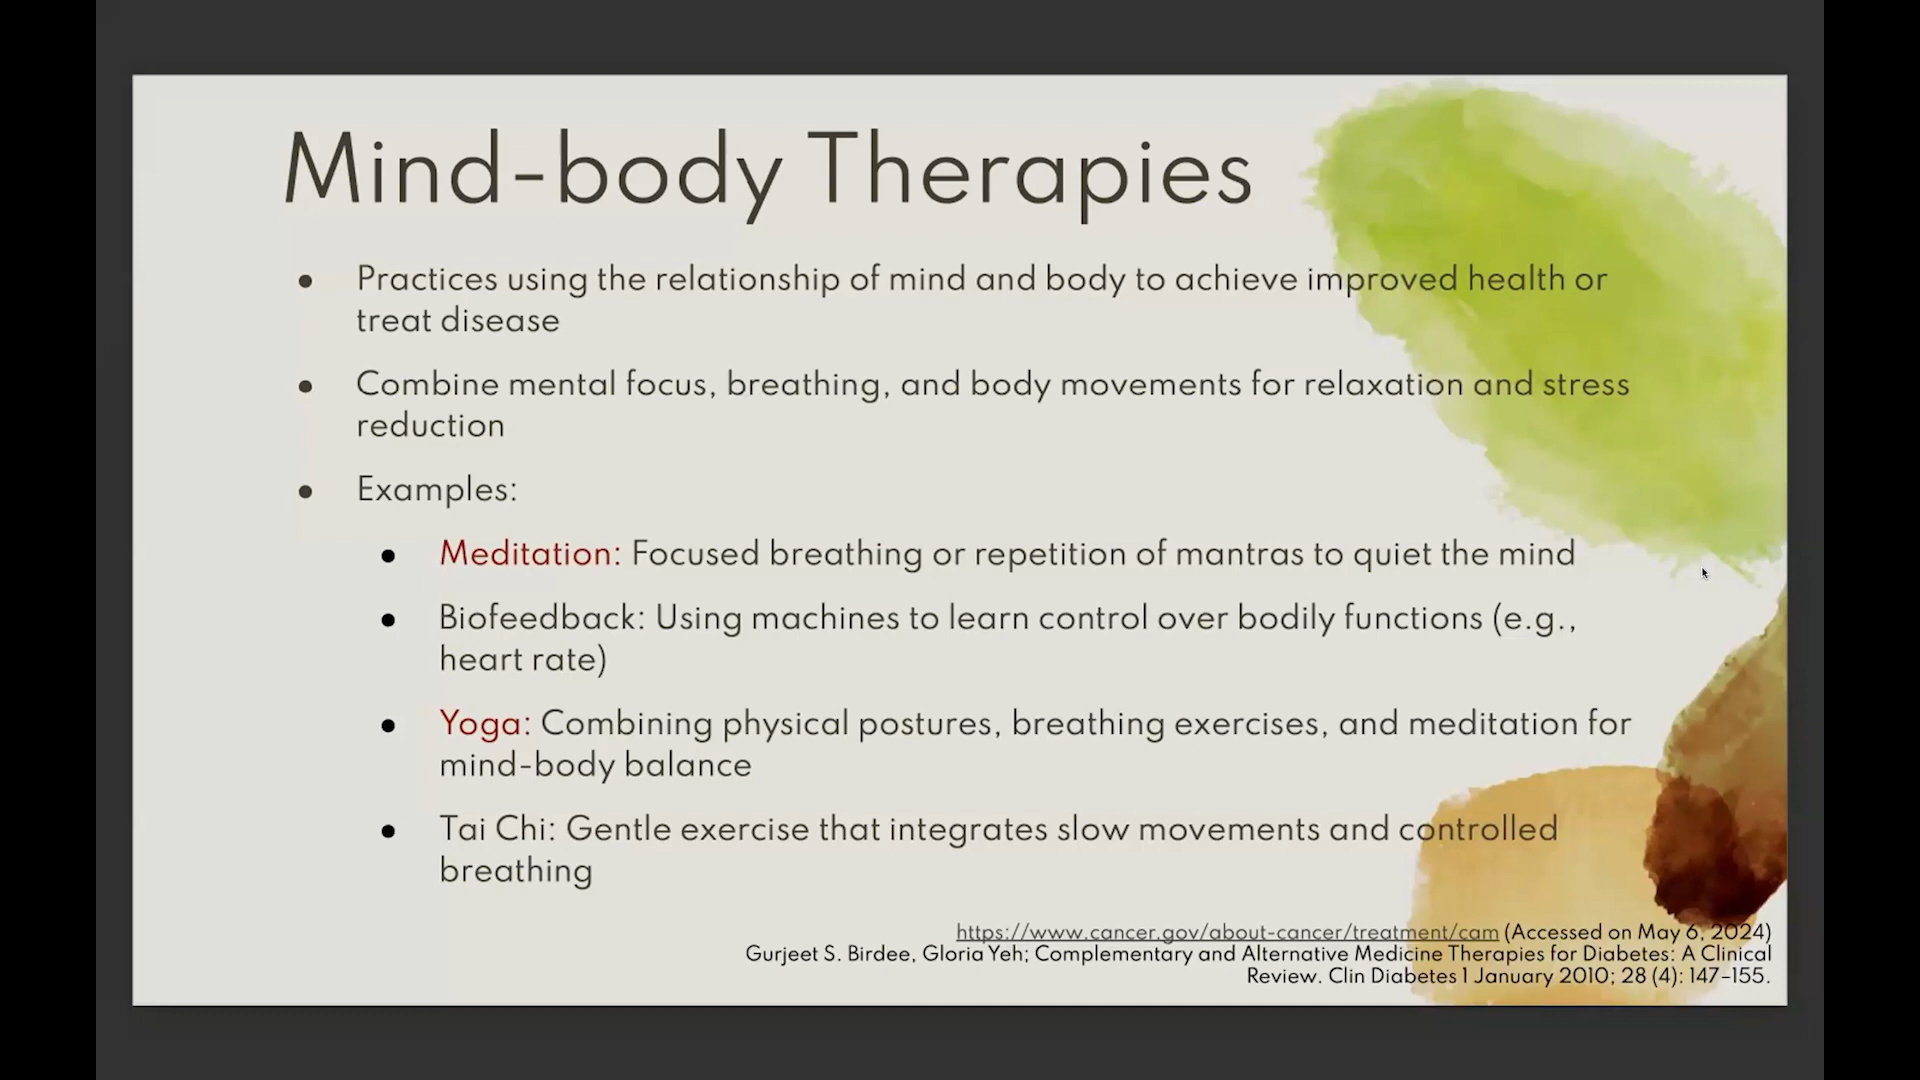 Mind-body Therapies
• Practices using the relationship of mind and body to achieve improved health or
treat disease
• Combine mental focus, breathing, and body movements for relaxation and stress
reduction
• Examples:
• Meditation: Focused breathing or repetition of mantras to quiet the mind
• Biofeedback: Using machines to learn control over bodily functions (e.g.,
heart rate)
• Yoga: Combining physical postures, breathing exercises, and meditation for
mind-body balance
• Tai Chi: Gentle exercise that integrates slow movements and controlled
breathing
https://www.cancer.gov/about-cancer/treatment/cam (Accessed on May 6, 2024)
Gurjeet S. Birdee, Gloria Yeh; Complementary and Alternative Medicine Therapies for Diabetes: A Clinical
Review. Clin Diabetes 1 January 2010; 28 (4): 147–155.